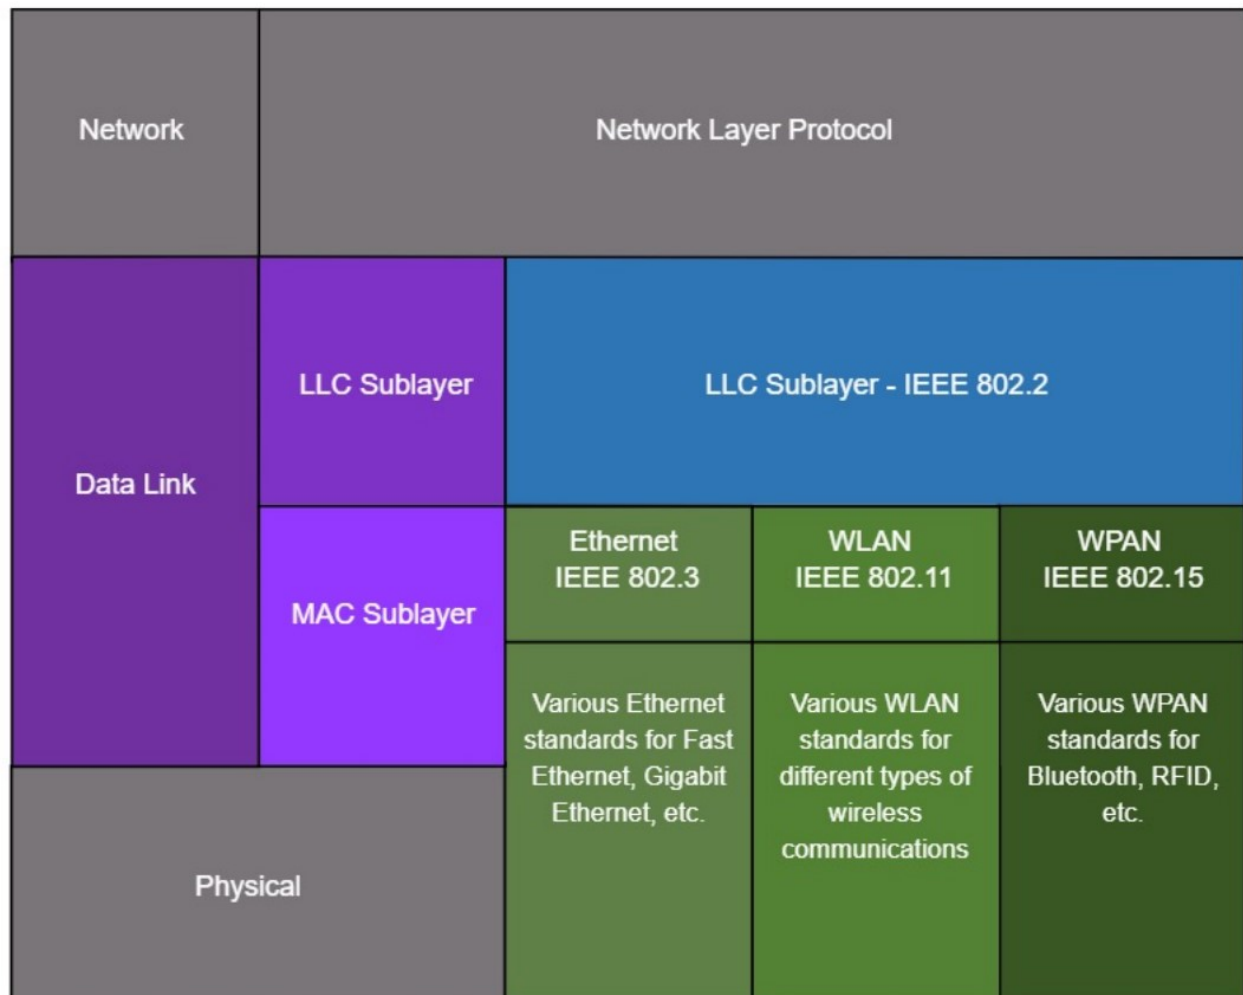 Network
Network Layer Protocol
Data Link
LLC Sublayer
LLC Sublayer - IEEE 802.2
MAC Sublayer
Ethernet
IEEE 802.3
WLAN
IEEE 802.11
WPAN
IEEE 802.15
Various Ethernet
standards for Fast
Ethernet, Gigabit
Ethernet, etc.
Various WLAN
standards for
different types of
wireless
communications
Various WPAN
standards for
Bluetooth, RFID,
etc.
Physical